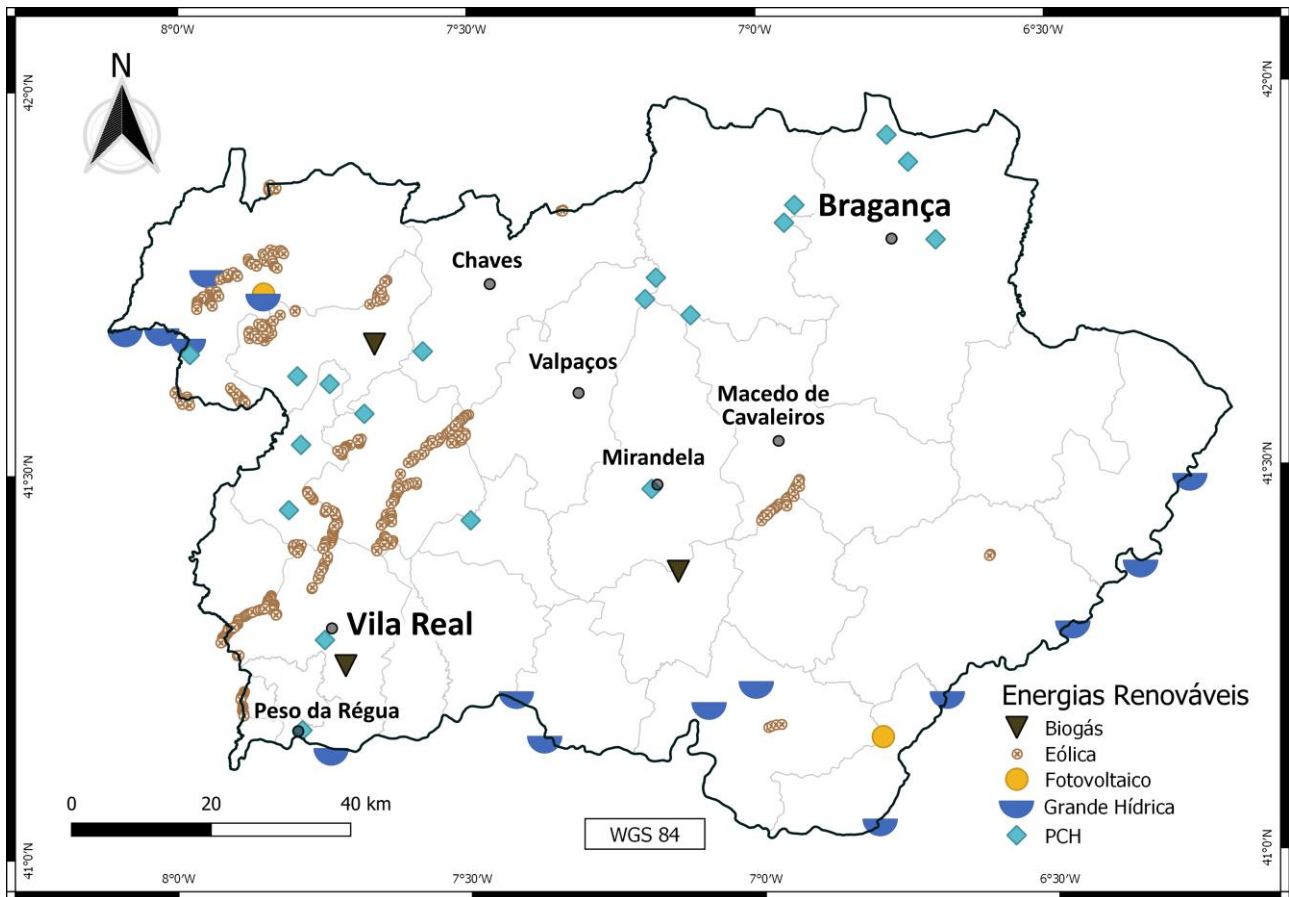 8°0'W
7°30'W
7°0'W
6°30'W
N
42°0'N
42°0'N
Bragança
Chaves
Valpaços
Macedo de
Cavaleiros
Mirandela
41°30'N
41°30'N
Vila Real
Peso da Régua
Energias Renováveis
Biogás
Eólica
Fotovoltaico
Grande Hídrica
PCH
0
20
40 km
WGS 84
41°0'N
41°0'N
8°0'W
7°30'W
7°0'W
6°30'W